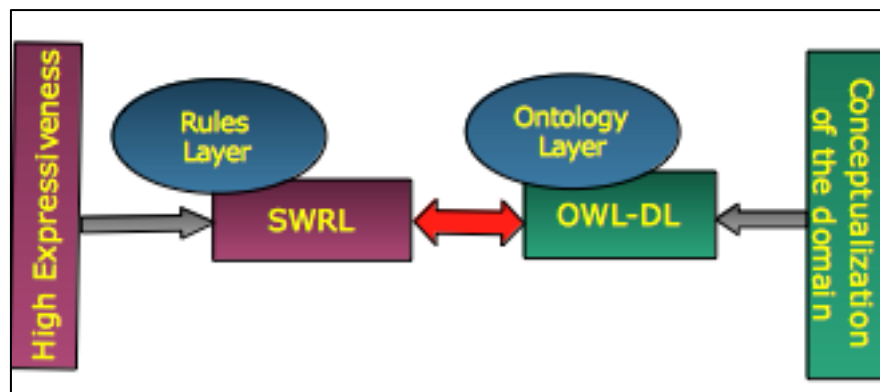 High Expressiveness
Rules
Layer
SWRL
Ontology
Layer
OWL-DL
Conceptualization
of the domain